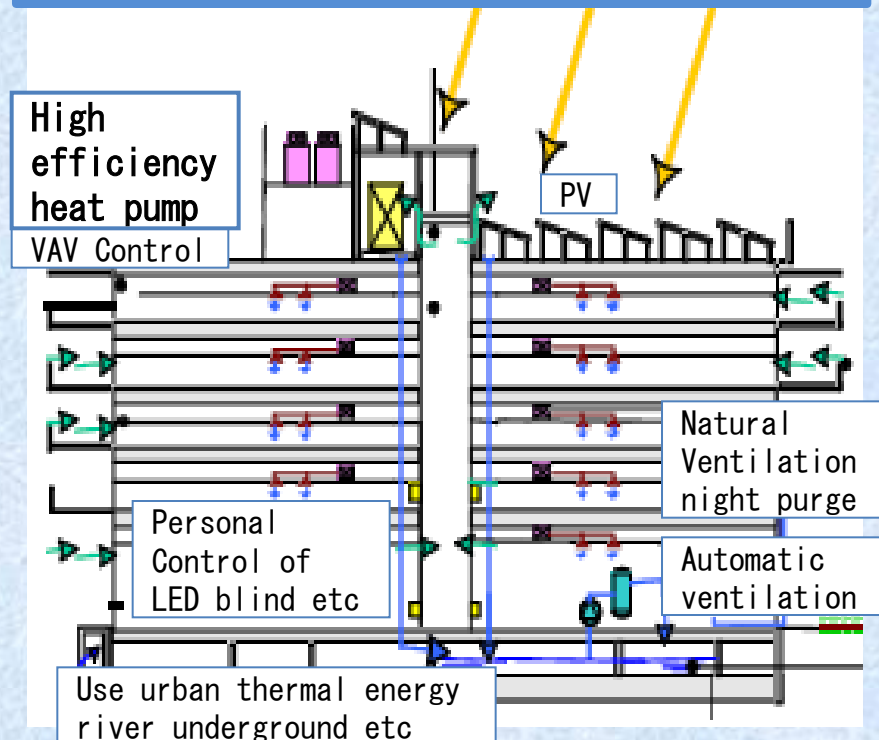 High
efficiency
heat pump
VAV Control
PV
Natural
Ventilation
night purge
Personal
Control of
LED blind etc
Automatic
ventilation
Use urban thermal energy
river underground etc